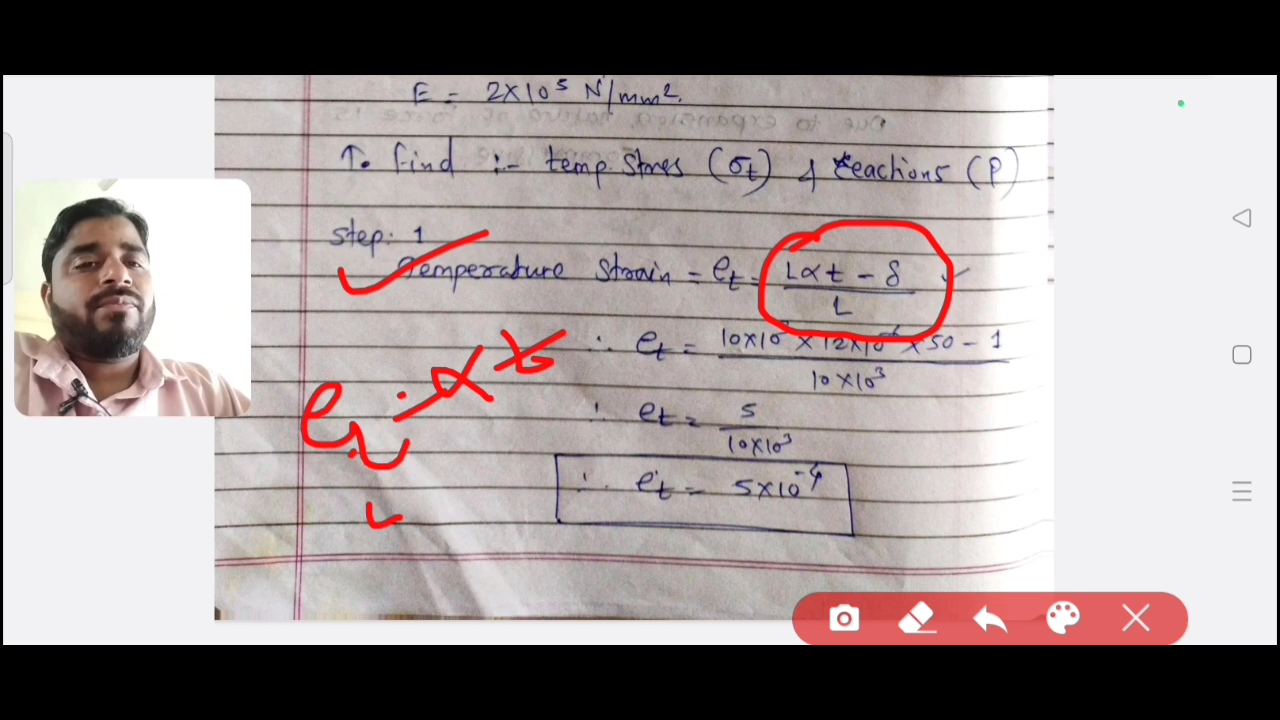 E = 2×10⁵ N/mm².
To find :- temp. stress (σt) & reactions (P)
step: 1
Temperature strain = et = (Lαt - δ) / L
∴ et = (10×10³ × 12×10⁻⁶ × 50 - 1) / (10×10³)
∴ et = 5 / (10×10³)
∴ et = 5×10⁻⁴
e = αt